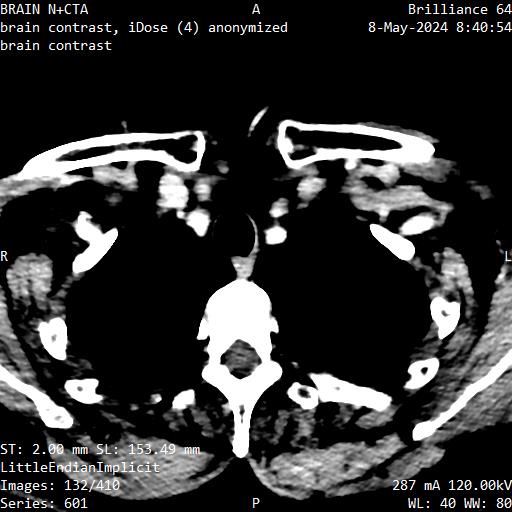 BRAIN N+CTA
brain contrast, iDose (4) anonymized
brain contrast
A
Brilliance 64
8-May-2024 8:40:54
R
L
ST: 2.00 mm SL: 153.49 mm
LittleEndianImplicit
Images: 132/410
Series: 601
P
287 mA 120.00kV
WL: 40 WW: 80